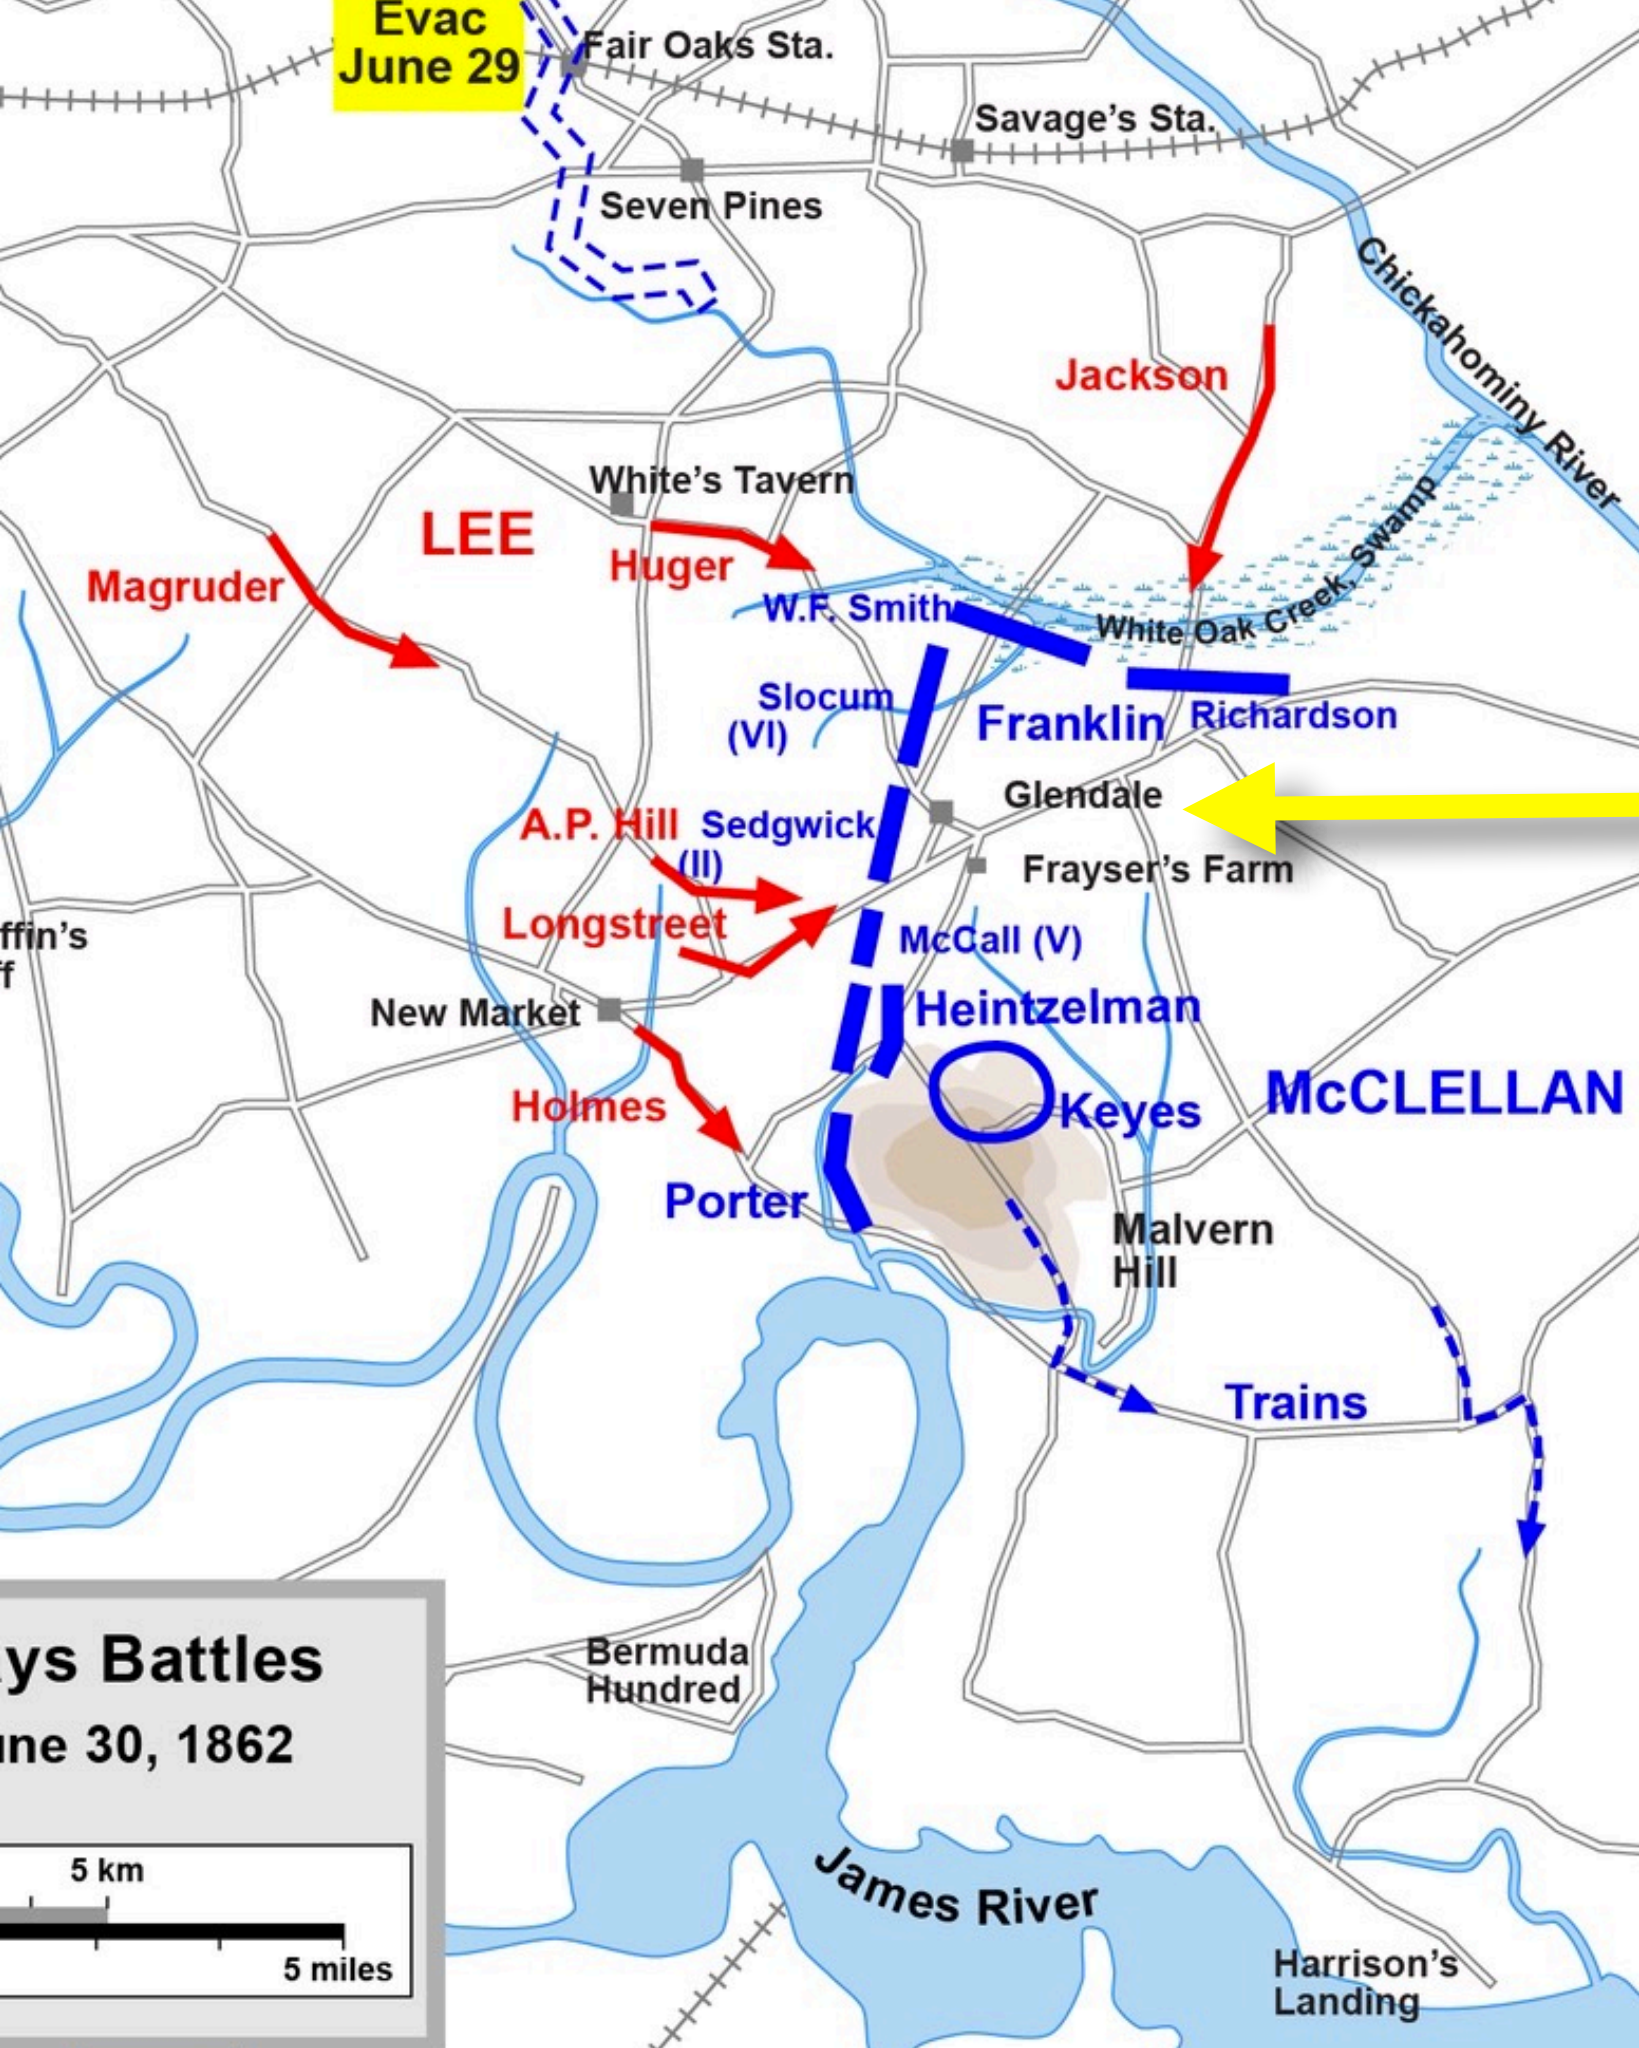 Evac
June 29
Fair Oaks Sta.
Savage's Sta.
Seven Pines
Chickahominy River
Jackson
White's Tavern
LEE
Huger
Magruder
W.F. Smith
White Oak Creek, Swamp
Slocum
(VI)
Franklin
Richardson
Glendale
A.P. Hill
Sedgwick
(II)
Frayser's Farm
Longstreet
McCall (V)
ffin's
ff
New Market
Heintzelman
Holmes
Keyes
McCLELLAN
Porter
Malvern
Hill
Trains
Bermuda
Hundred
ys Battles
une 30, 1862
5 km
5 miles
James River
Harrison's
Landing